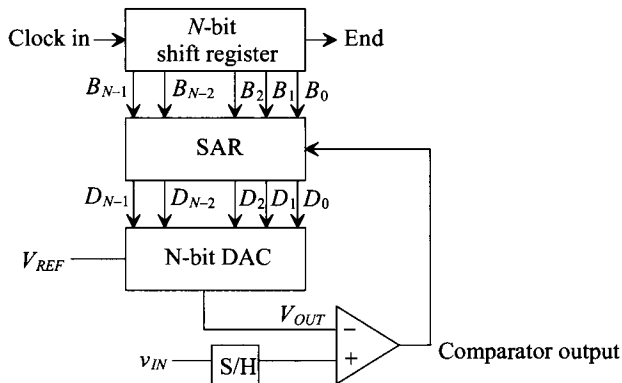 Clock in
N-bit
shift register
End
B_{N-1} B_{N-2} B_2 B_1 B_0
SAR
D_{N-1} D_{N-2} D_2 D_1 D_0
V_{REF}
N-bit DAC
V_{OUT}
−
v_{IN}
S/H
+
Comparator output